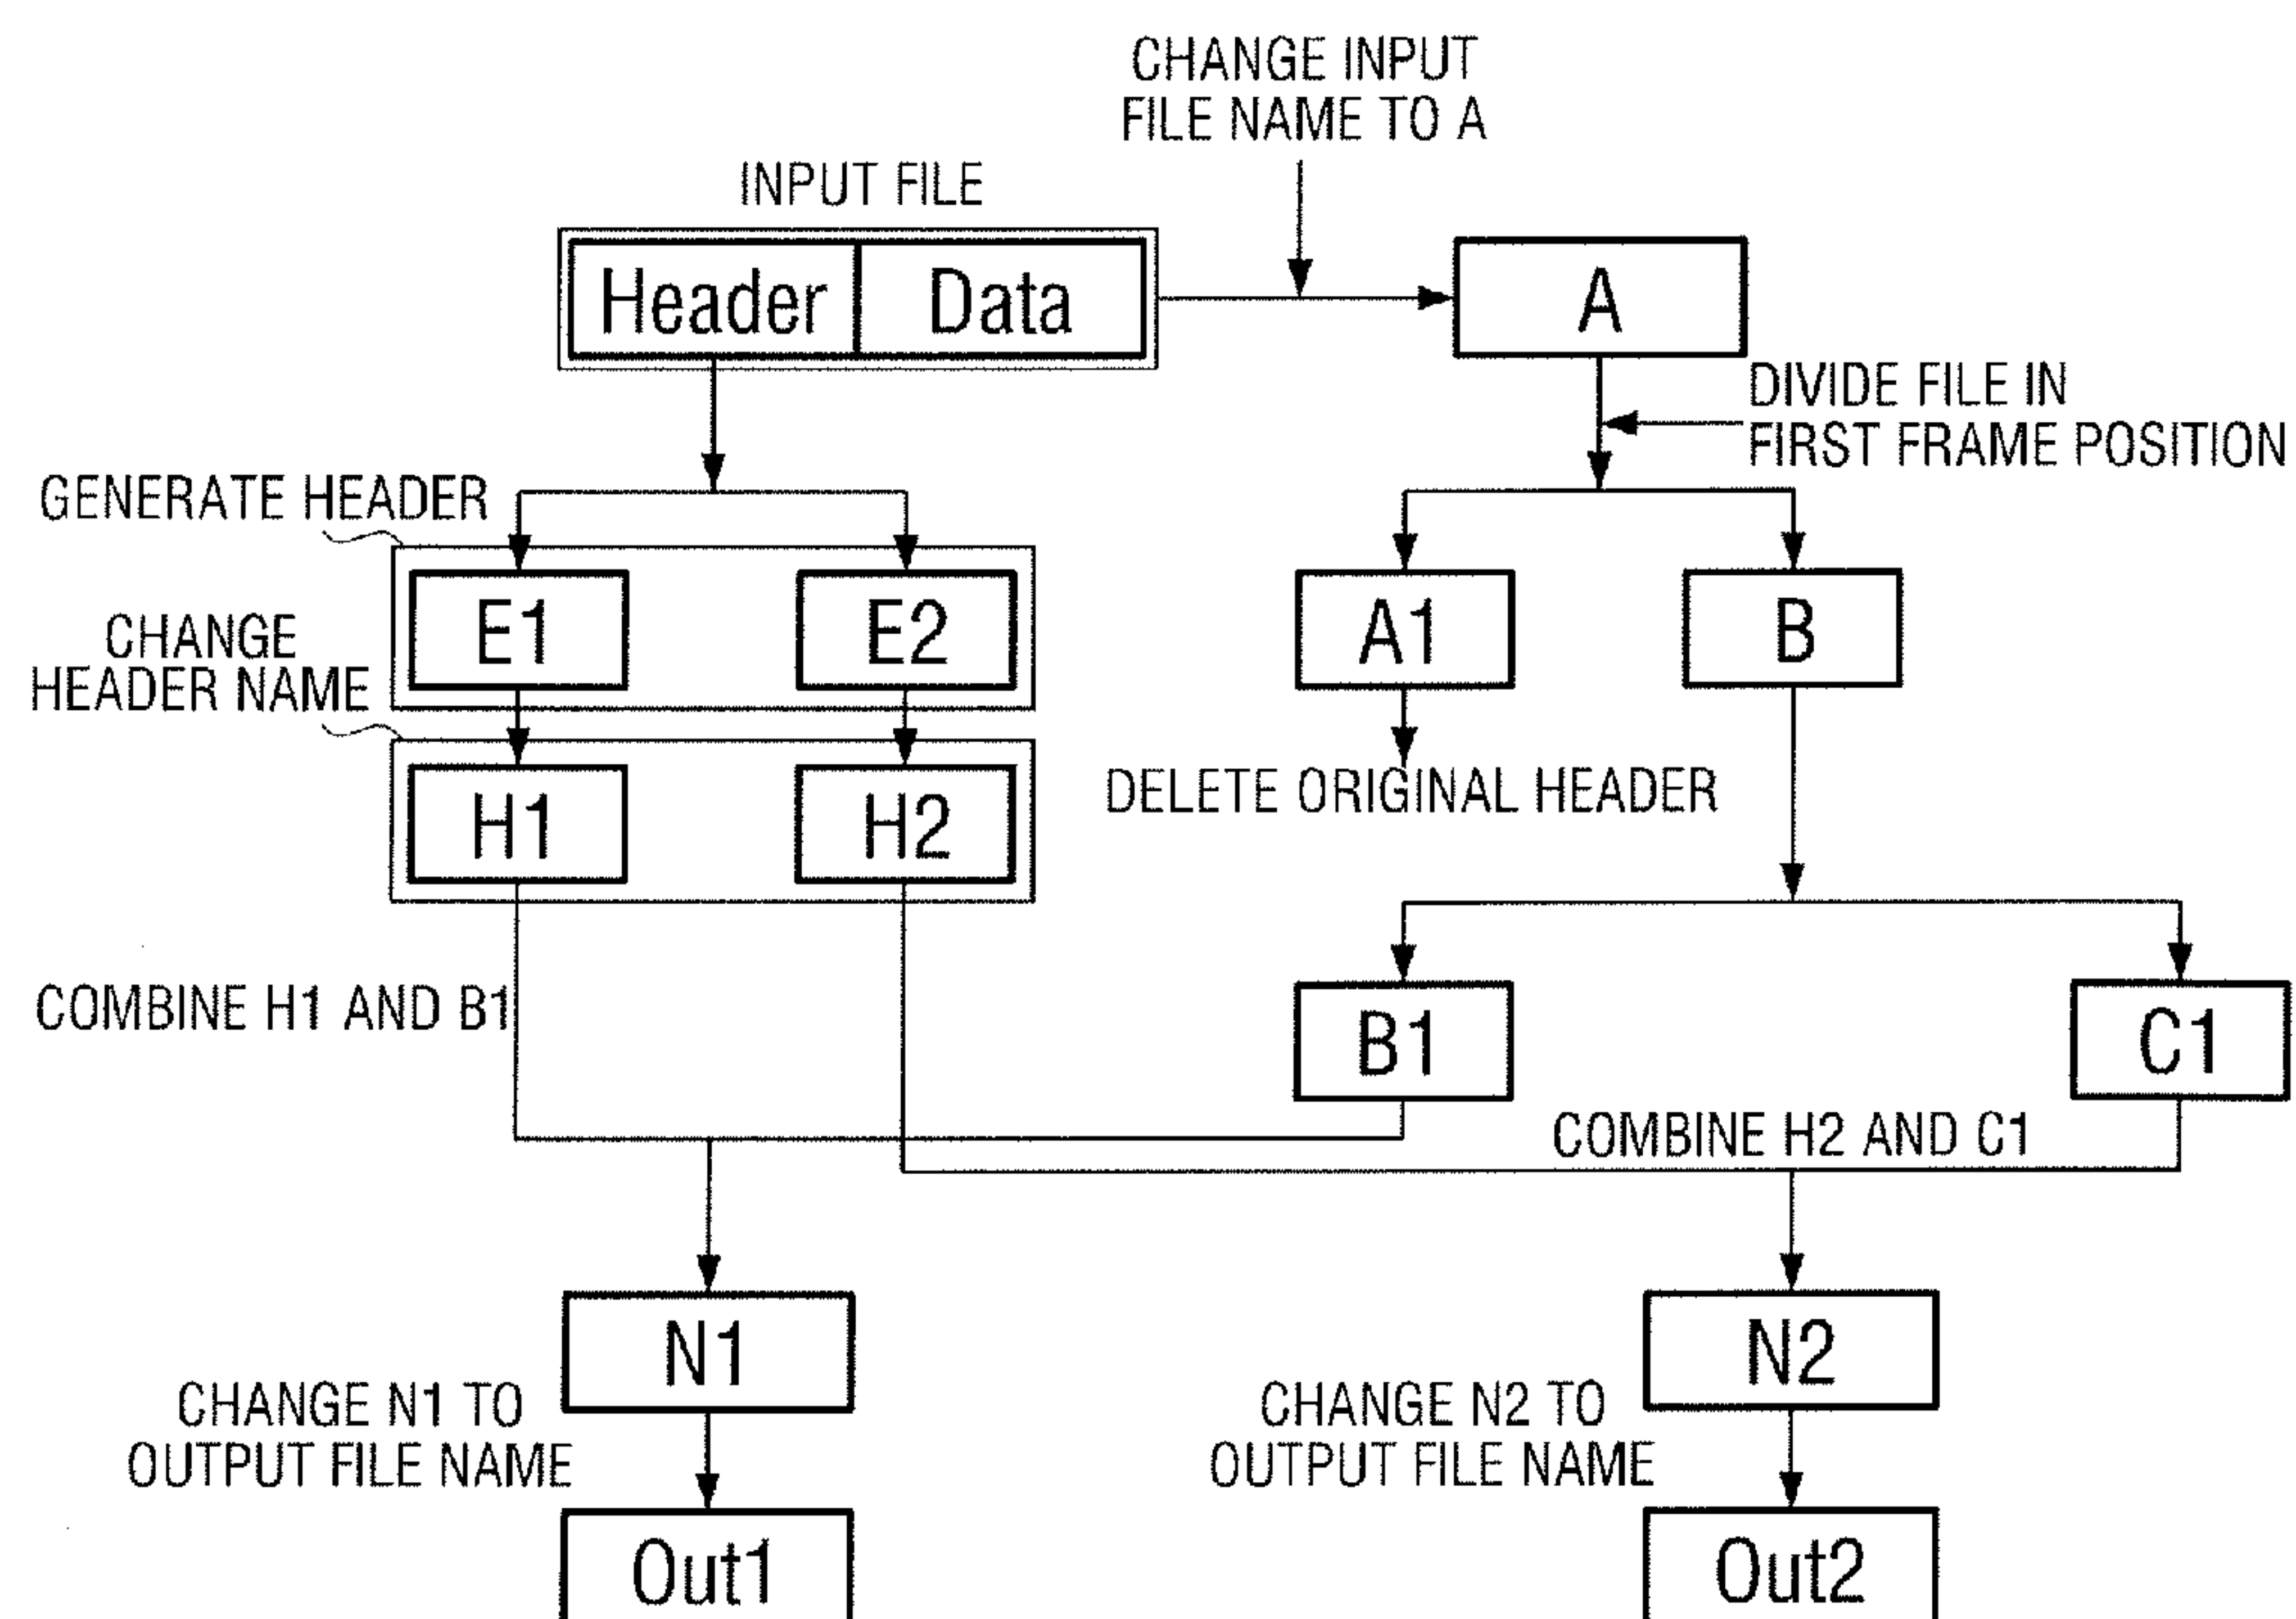 CHANGE INPUT
FILE NAME TO A
INPUT FILE
Header
Data
A
DIVIDE FILE IN
FIRST FRAME POSITION
GENERATE HEADER
E1
E2
A1
B
CHANGE
HEADER NAME
H1
H2
DELETE ORIGINAL HEADER
COMBINE H1 AND B1
B1
C1
COMBINE H2 AND C1
N1
N2
CHANGE N1 TO
OUTPUT FILE NAME
CHANGE N2 TO
OUTPUT FILE NAME
Out1
Out2